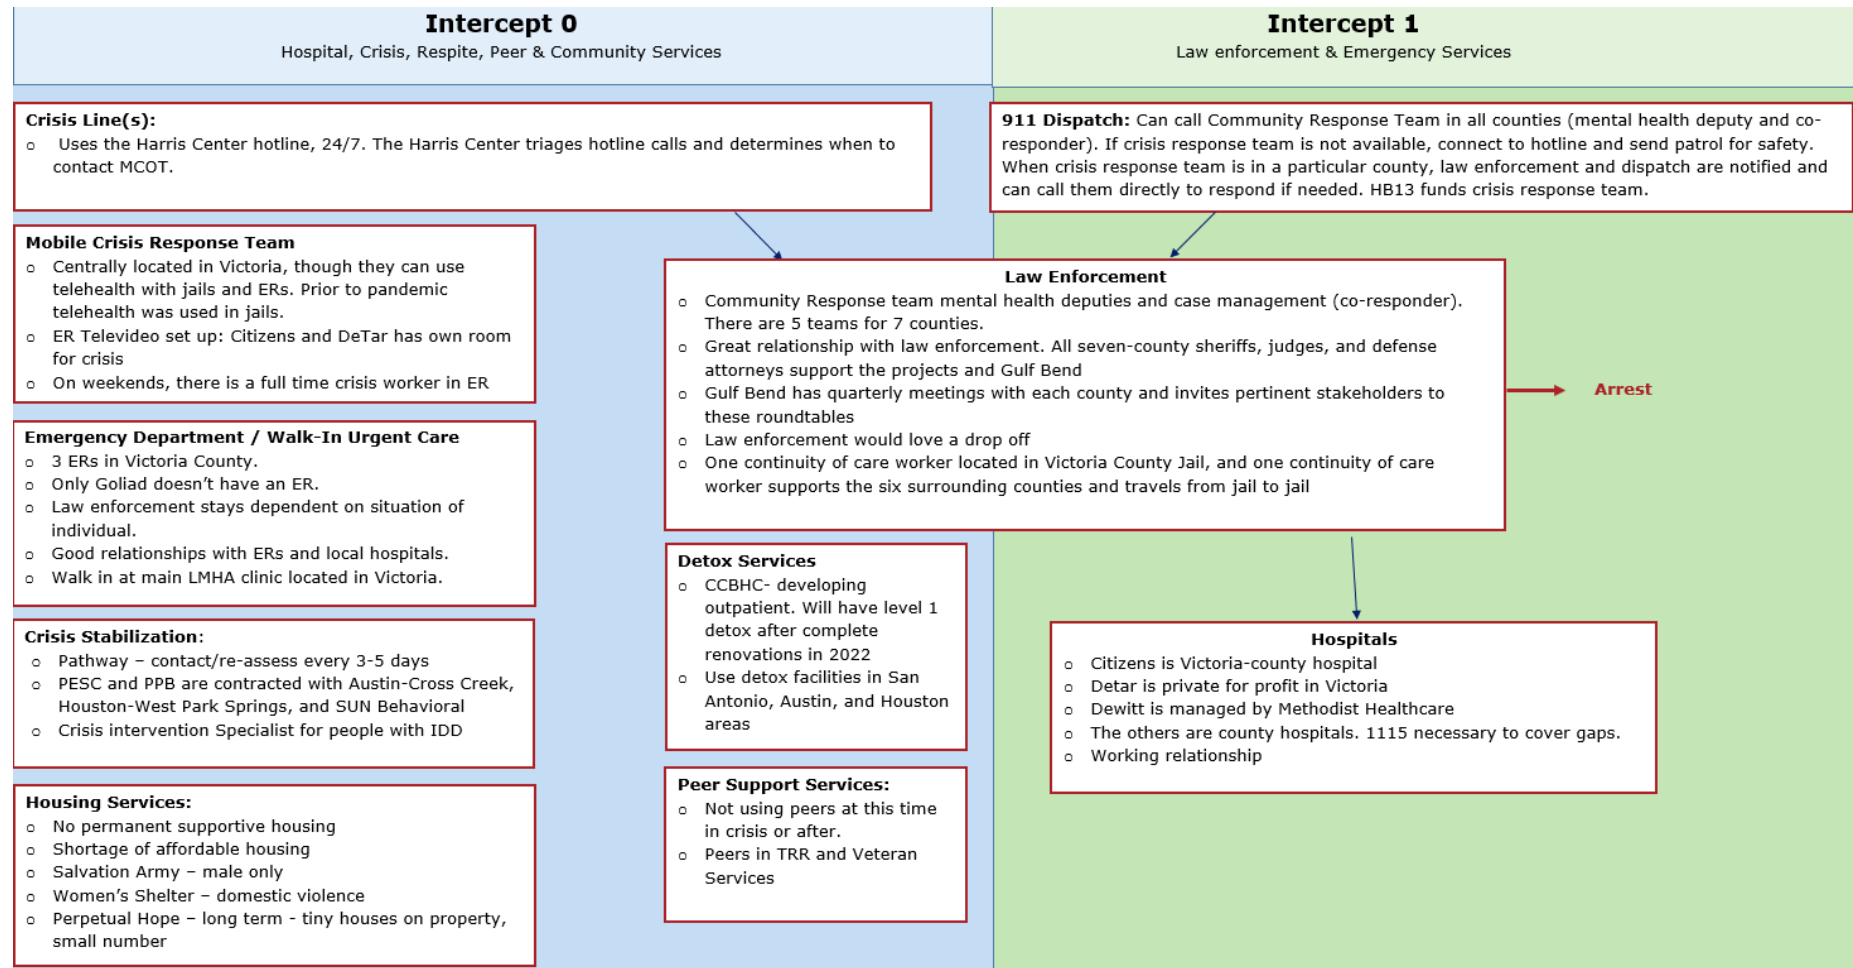 Intercept 0
Hospital, Crisis, Respite, Peer & Community Services
Intercept 1
Law enforcement & Emergency Services
Crisis Line(s):
o Uses the Harris Center hotline, 24/7. The Harris Center triages hotline calls and determines when to
contact MCOT.
911 Dispatch: Can call Community Response Team in all counties (mental health deputy and co-
responder). If crisis response team is not available, connect to hotline and send patrol for safety.
When crisis response team is in a particular county, law enforcement and dispatch are notified and
can call them directly to respond if needed. HB13 funds crisis response team.
Mobile Crisis Response Team
o Centrally located in Victoria, though they can use
telehealth with jails and ERs. Prior to pandemic
telehealth was used in jails.
o ER Televideo set up: Citizens and DeTar has own room
for crisis
o On weekends, there is a full time crisis worker in ER
Law Enforcement
o Community Response team mental health deputies and case management (co-responder).
There are 5 teams for 7 counties.
o Great relationship with law enforcement. All seven-county sheriffs, judges, and defense
attorneys support the projects and Gulf Bend
o Gulf Bend has quarterly meetings with each county and invites pertinent stakeholders to
these roundtables
o Law enforcement would love a drop off
o One continuity of care worker located in Victoria County Jail, and one continuity of care
worker supports the six surrounding counties and travels from jail to jail
Arrest
Emergency Department / Walk-In Urgent Care
o 3 ERs in Victoria County.
o Only Goliad doesn’t have an ER.
o Law enforcement stays dependent on situation of
individual.
o Good relationships with ERs and local hospitals.
o Walk in at main LMHA clinic located in Victoria.
Detox Services
o CCBHC- developing
outpatient. Will have level 1
detox after complete
renovations in 2022
o Use detox facilities in San
Antonio, Austin, and Houston
areas
Crisis Stabilization:
o Pathway – contact/re-assess every 3-5 days
o PESC and PPB are contracted with Austin-Cross Creek,
Houston-West Park Springs, and SUN Behavioral
o Crisis intervention Specialist for people with IDD
Hospitals
o Citizens is Victoria-county hospital
o Detar is private for profit in Victoria
o Dewitt is managed by Methodist Healthcare
o The others are county hospitals. 1115 necessary to cover gaps.
o Working relationship
Housing Services:
o No permanent supportive housing
o Shortage of affordable housing
o Salvation Army – male only
o Women’s Shelter – domestic violence
o Perpetual Hope – long term - tiny houses on property,
small number
Peer Support Services:
o Not using peers at this time
in crisis or after.
o Peers in TRR and Veteran
Services